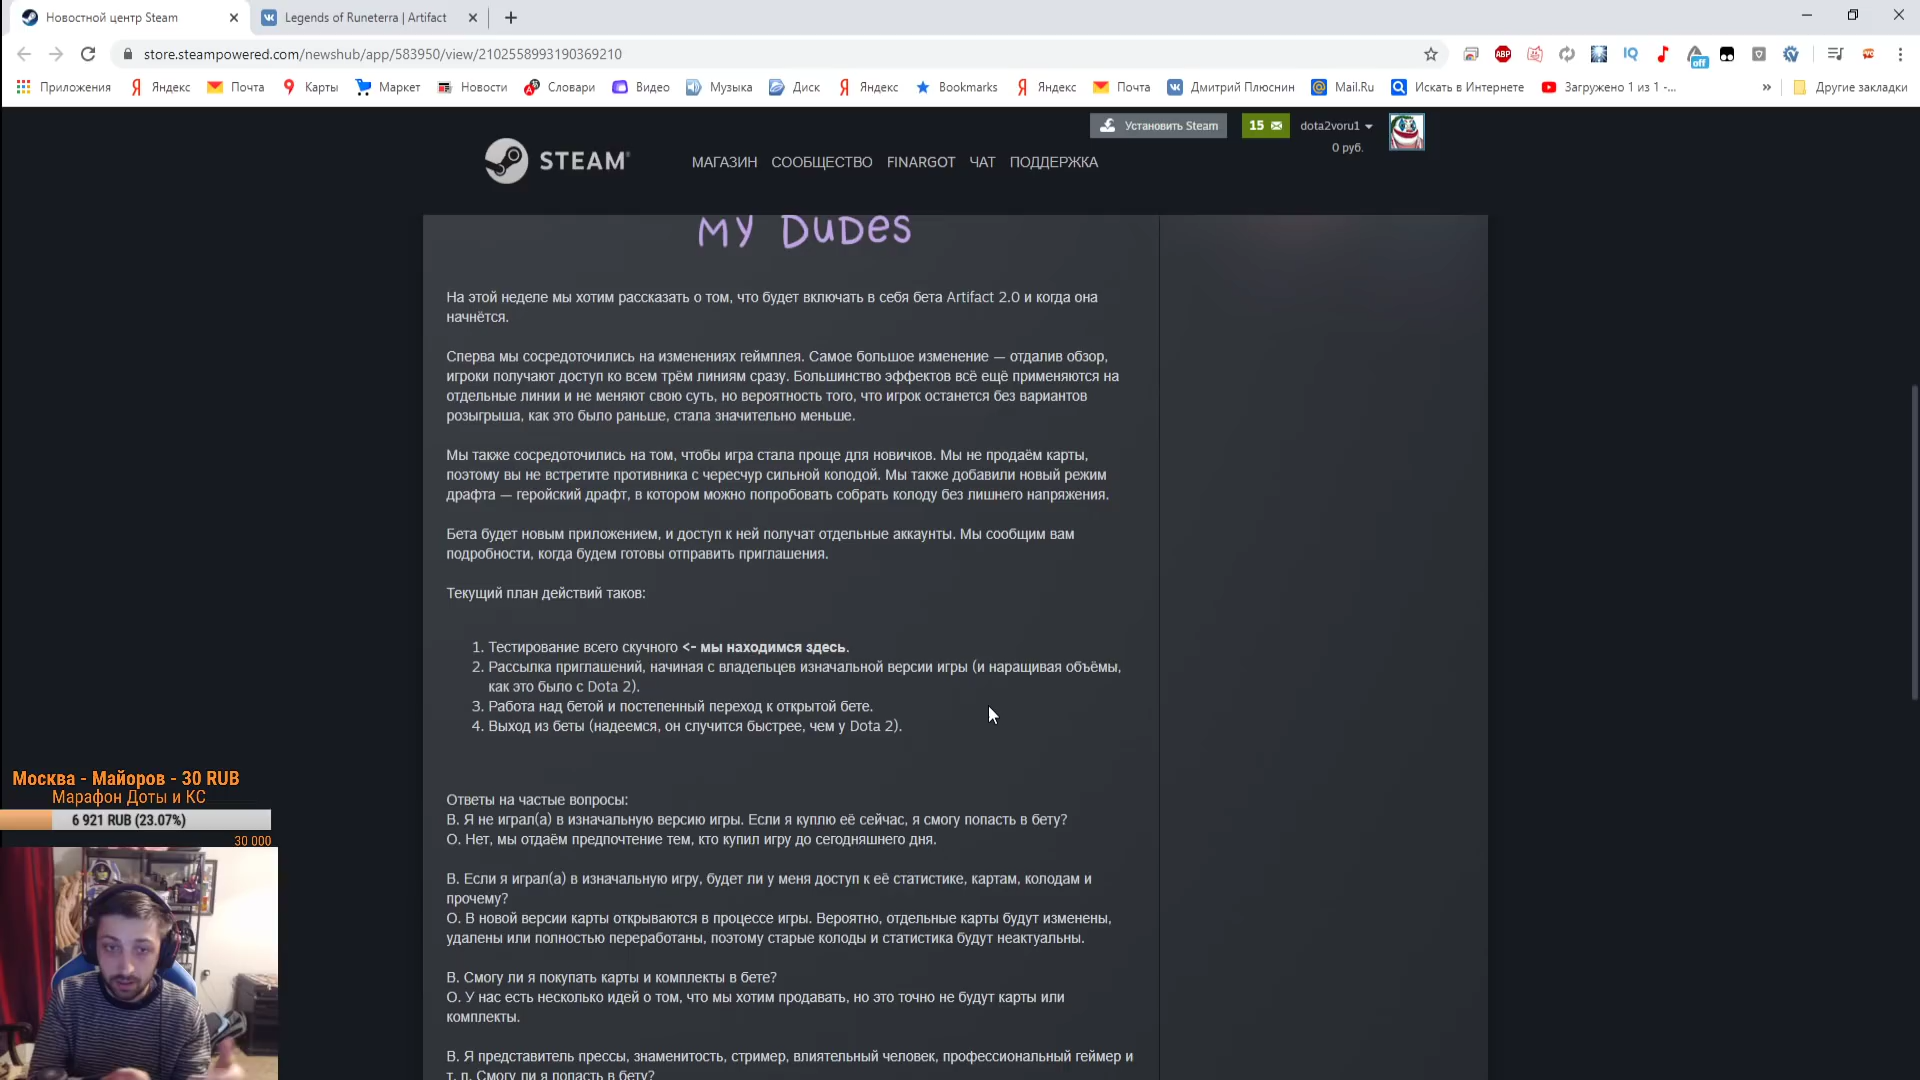 Новостной центр Steam
Legends of Runeterra | Artifact
store.steampowered.com/newshub/app/583950/view/2102558993190369210
ABP
IQ
off
Приложения
Яндекс
Почта
Карты
Маркет
Новости
Словари
Видео
Музыка
Диск
Яндекс
Bookmarks
Яндекс
Почта
Дмитрий Плюснин
Mail.Ru
Искать в Интернете
Загружено 1 из 1 -...
»
Другие закладки
Установить Steam
15
dota2voru1
0 руб.
STEAM
МАГАЗИН СООБЩЕСТВО FINARGOT ЧАТ ПОДДЕРЖКА
MY DUDES
На этой неделе мы хотим рассказать о том, что будет включать в себя бета Artifact 2.0 и когда она
начнётся.
Сперва мы сосредоточились на изменениях геймплея. Самое большое изменение — отдалив обзор,
игроки получают доступ ко всем трём линиям сразу. Большинство эффектов всё ещё применяются на
отдельные линии и не меняют свою суть, но вероятность того, что игрок останется без вариантов
розыгрыша, как это было раньше, стала значительно меньше.
Мы также сосредоточились на том, чтобы игра стала проще для новичков. Мы не продаём карты,
поэтому вы не встретите противника с чересчур сильной колодой. Мы также добавили новый режим
драфта — геройский драфт, в котором можно попробовать собрать колоду без лишнего напряжения.
Бета будет новым приложением, и доступ к ней получат отдельные аккаунты. Мы сообщим вам
подробности, когда будем готовы отправить приглашения.
Текущий план действий таков:
1. Тестирование всего скучного <- мы находимся здесь.
2. Рассылка приглашений, начиная с владельцев изначальной версии игры (и наращивая объёмы,
как это было с Dota 2).
3. Работа над бетой и постепенный переход к открытой бете.
4. Выход из беты (надеемся, он случится быстрее, чем у Dota 2).
Ответы на частые вопросы:
В. Я не играл(а) в изначальную версию игры. Если я куплю её сейчас, я смогу попасть в бету?
О. Нет, мы отдаём предпочтение тем, кто купил игру до сегодняшнего дня.
В. Если я играл(а) в изначальную игру, будет ли у меня доступ к её статистике, картам, колодам и
прочему?
О. В новой версии карты открываются в процессе игры. Вероятно, отдельные карты будут изменены,
удалены или полностью переработаны, поэтому старые колоды и статистика будут неактуальны.
В. Смогу ли я покупать карты и комплекты в бете?
О. У нас есть несколько идей о том, что мы хотим продавать, но это точно не будут карты или
комплекты.
В. Я представитель прессы, знаменитость, стример, влиятельный человек, профессиональный геймер и
т. п. Смогу ли я попасть в бету?
Москва - Майоров - 30 RUB
Марафон Доты и КС
6 921 RUB (23.07%)
30 000